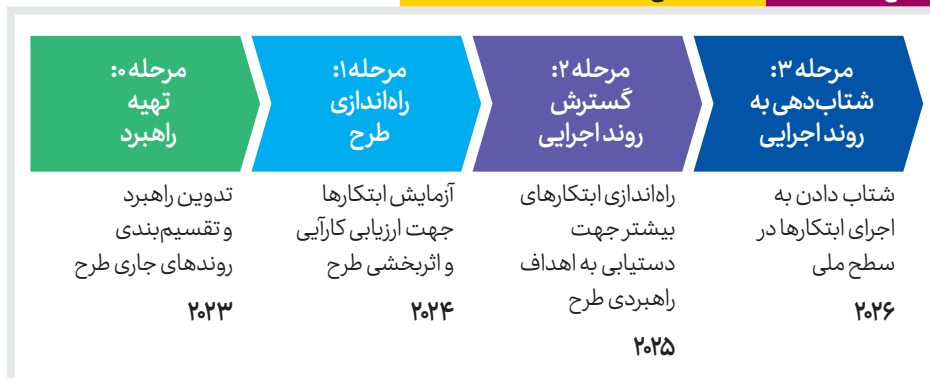 مرحله ۰:
تهیه
راهبرد
تدوین راهبرد
و تقسیم‌بندی
روندهای جاری طرح
۲۰۲۳
مرحله ۱:
راه‌اندازی
طرح
آزمایش ابتکارها
جهت ارزیابی کارآیی
و اثربخشی طرح
۲۰۲۴
مرحله ۲:
گسترش
روند اجرایی
راه‌اندازی ابتکارهای
بیشتر جهت
دستیابی به اهداف
راهبردی طرح
۲۰۲۵
مرحله ۳:
شتاب‌دهی به
روند اجرایی
شتاب دادن به
اجرای ابتکارها در
سطح ملی
۲۰۲۶